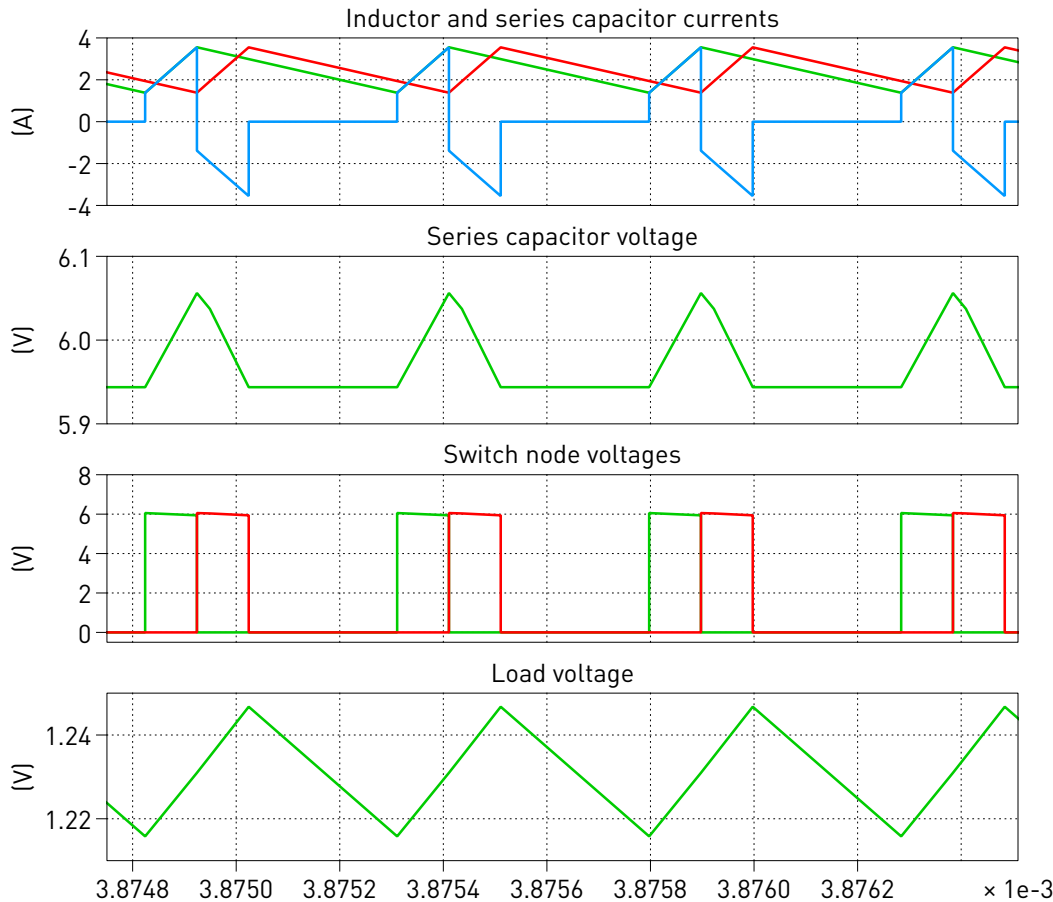 Inductor and series capacitor currents
4
2
0
-2
-4
(A)
Series capacitor voltage
6.1
6.0
5.9
(V)
Switch node voltages
8
6
4
2
0
(V)
Load voltage
1.24
1.22
(V)
3.8748 3.8750 3.8752 3.8754 3.8756 3.8758 3.8760 3.8762 × 1e-3